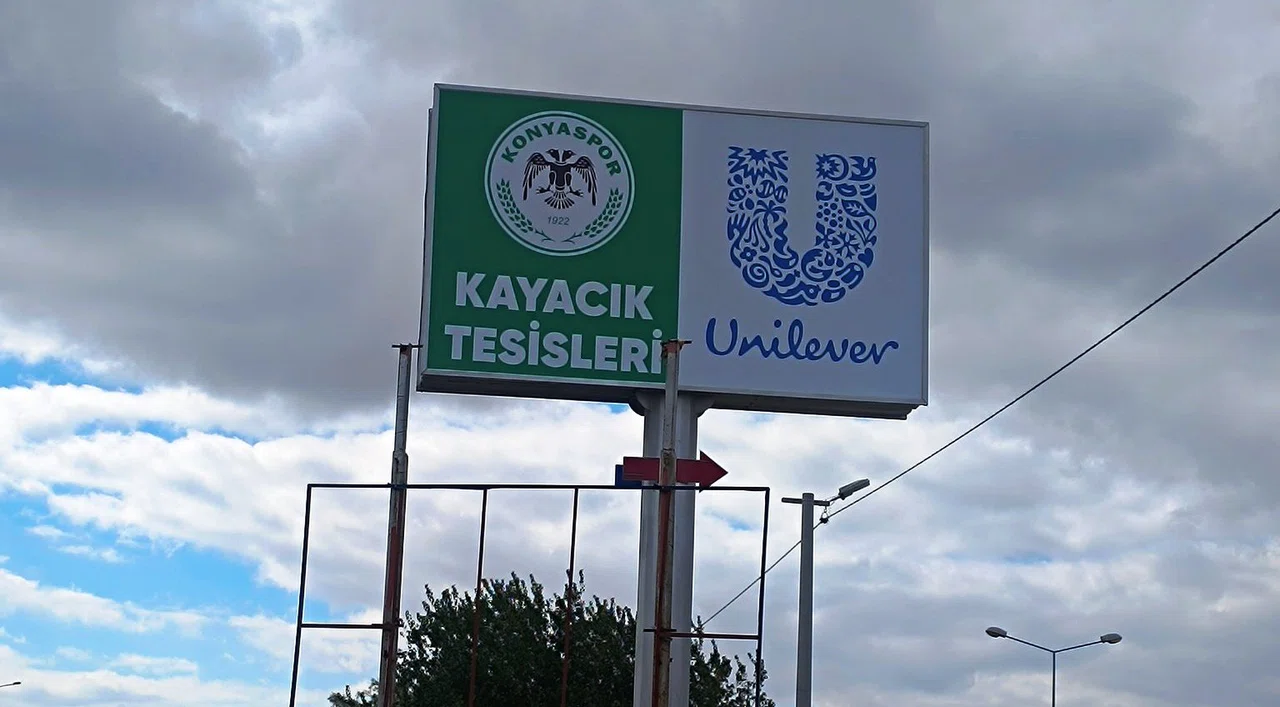 KONYASPOR
1922
KAYACIK
TESİSLERİ
Unilever